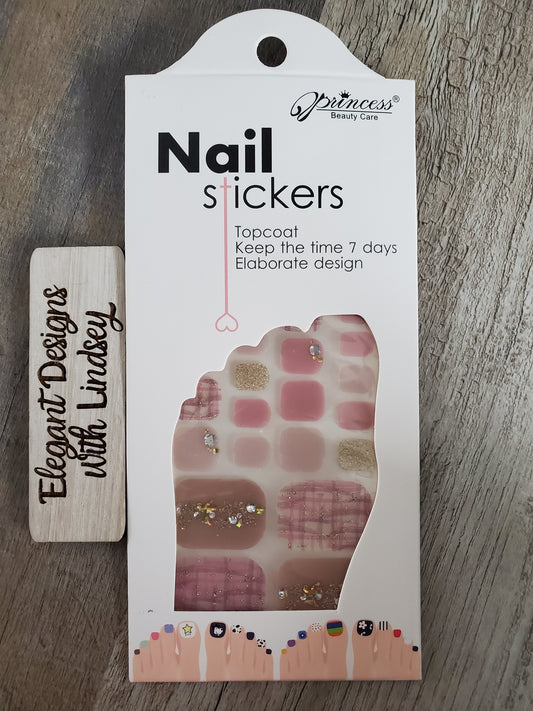 princess®
Beauty Care
Nail
stickers
Topcoat
Keep the time 7 days
Elaborate design
Elegant Designs
with Lindsey